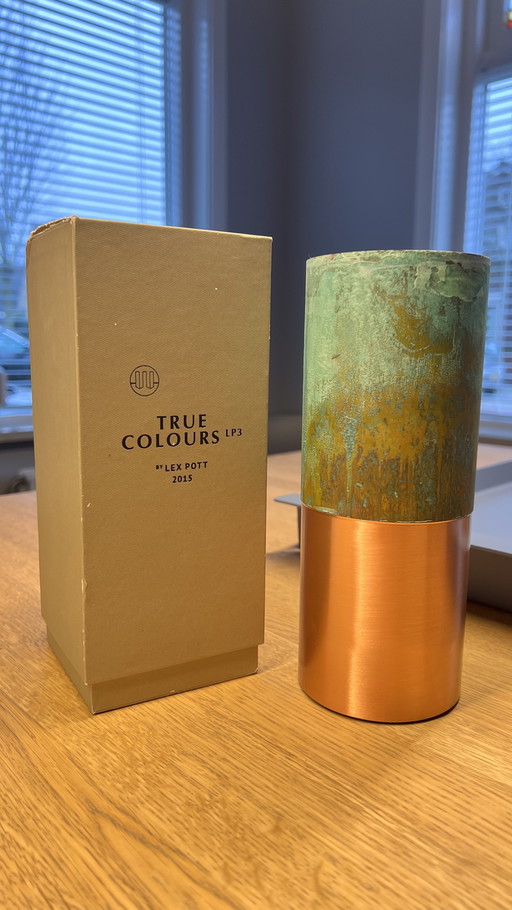 TRUE
COLOURS LP3
BY LEX POTT
2015